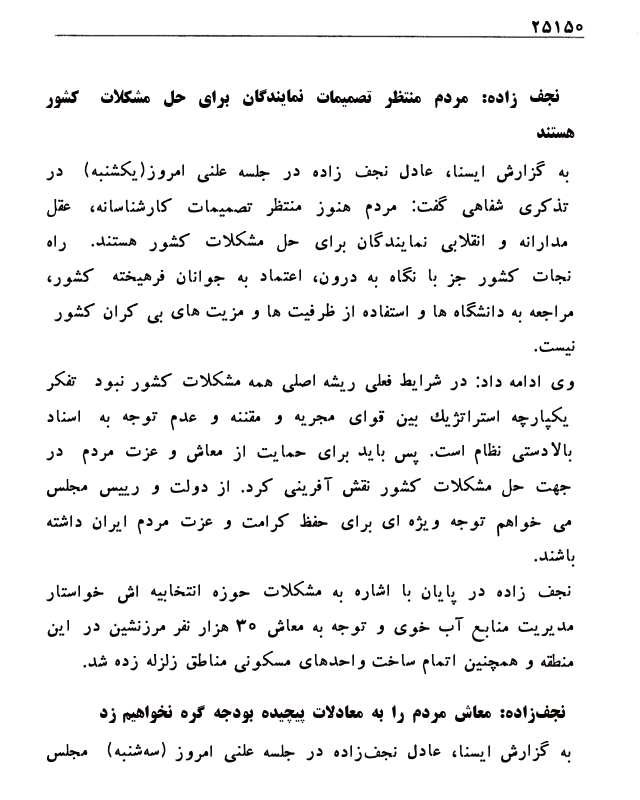 ۲۵۱۵۰
نجف زاده: مردم منتظر تصمیمات نمایندگان برای حل مشکلات کشور
هستند
به گزارش ایسنا، عادل نجف زاده در جلسه علنی امروز(یکشنبه) در
تذکری شفاهی گفت: مردم هنوز منتظر تصمیمات کارشناسانه، عقل
مدارانه و انقلابی نمایندگان برای حل مشکلات کشور هستند. راه
نجات کشور جز با نگاه به درون، اعتماد به جوانان فرهیخته کشور،
مراجعه به دانشگاه ها و استفاده از ظرفیت ها و مزیت های بی کران کشور
نیست.
وی ادامه داد: در شرایط فعلی ریشه اصلی همه مشکلات کشور نبود تفکر
یکپارچه استراتژیک بین قوای مجریه و مقننه و عدم توجه به اسناد
بالادستی نظام است. پس باید برای حمایت از معاش و عزت مردم در
جهت حل مشکلات کشور نقش آفرینی کرد. از دولت و رییس مجلس
می خواهم توجه ویژه ای برای حفظ کرامت و عزت مردم ایران داشته
باشند.
نجف زاده در پایان با اشاره به مشکلات حوزه انتخابیه اش خواستار
مدیریت منابع آب خوی و توجه به معاش ۳۰ هزار نفر مرزنشین در این
منطقه و همچنین اتمام ساخت واحدهای مسکونی مناطق زلزله زده شد.
نجف‌زاده: معاش مردم را به معادلات پیچیده بودجه گره نخواهیم زد
به گزارش ایسنا، عادل نجف‌زاده در جلسه علنی امروز (سه‌شنبه) مجلس